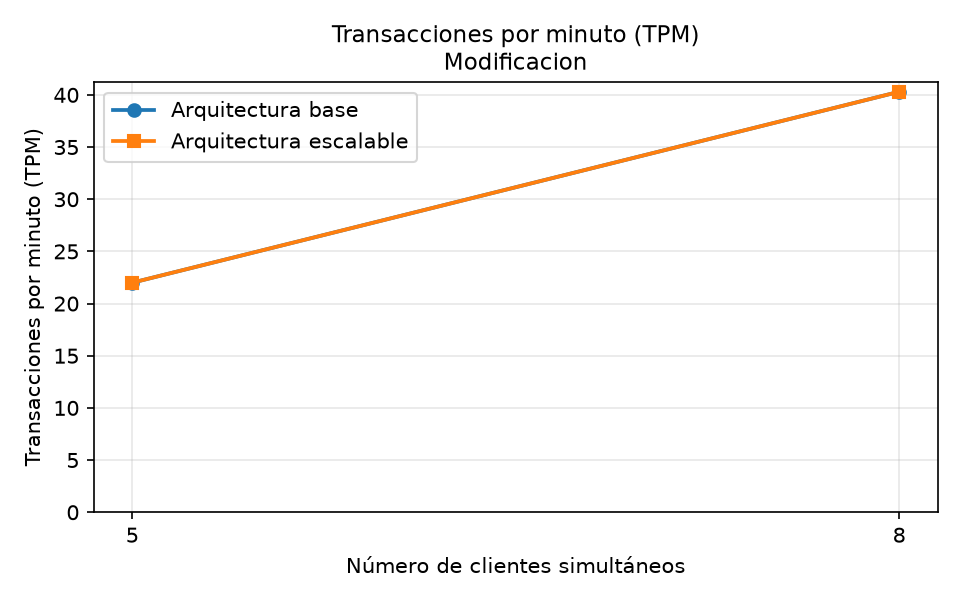 Transacciones por minuto (TPM)
Modificacion
Transacciones por minuto (TPM)
40
35
30
25
20
15
10
5
0
Arquitectura base
Arquitectura escalable
5
8
Número de clientes simultáneos